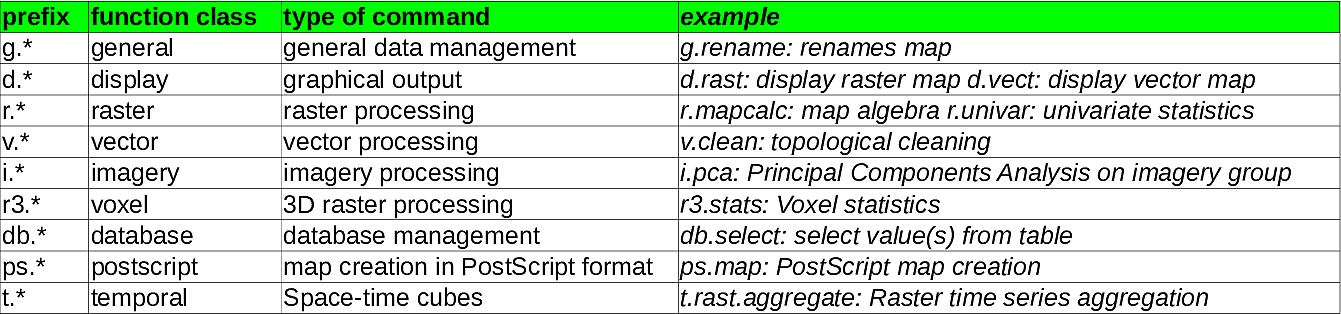 prefix function class type of command example
g.* general general data management g.rename: renames map
d.* display graphical output d.rast: display raster map d.vect: display vector map
r.* raster raster processing r.mapcalc: map algebra r.univar: univariate statistics
v.* vector vector processing v.clean: topological cleaning
i.* imagery imagery processing i.pca: Principal Components Analysis on imagery group
r3.* voxel 3D raster processing r3.stats: Voxel statistics
db.* database database management db.select: select value(s) from table
ps.* postscript map creation in PostScript format ps.map: PostScript map creation
t.* temporal Space-time cubes t.rast.aggregate: Raster time series aggregation